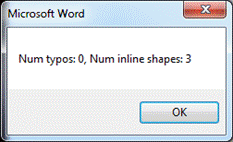 Microsoft Word
Num typos: 0, Num inline shapes: 3
OK